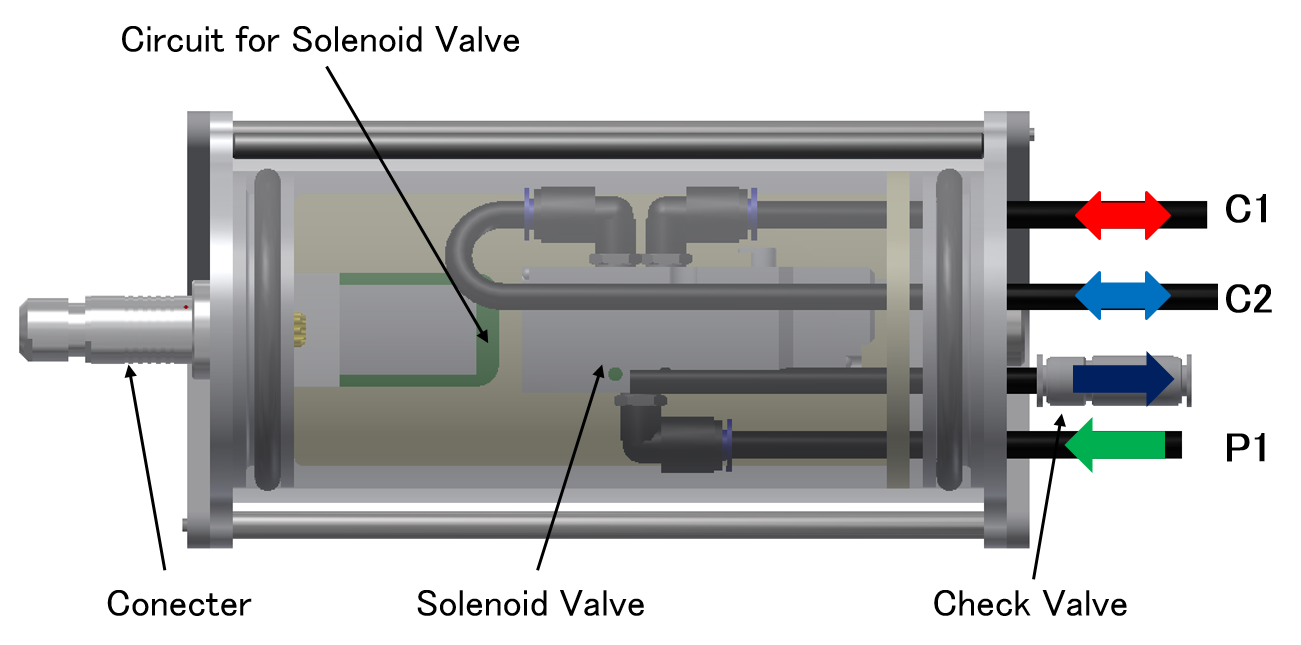 Circuit for Solenoid Valve
C1
C2
P1
Conecter
Solenoid Valve
Check Valve